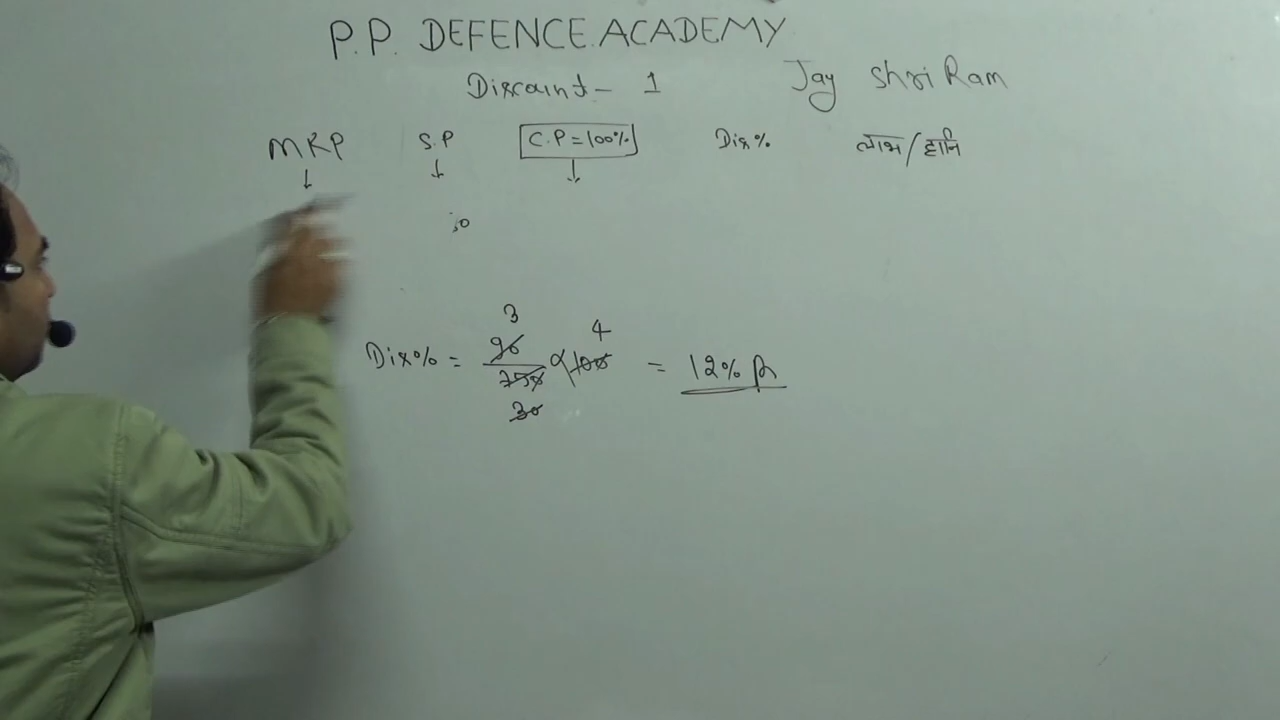 P.P. DEFENCE ACADEMY
Discount - 1 Jay Shri Ram
MRP S.P C.P = 100% Dis% लाभ/हानि
↓ ↓ ↓
3 4
Dis% = 90/750 × 100 = 12%
30